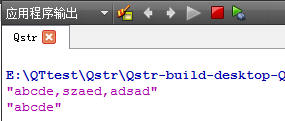 应用程序输出
Qstr
E:\QTtest\Qstr\Qstr-build-desktop-Q
"abcde,szaed,adsad"
"abcde"